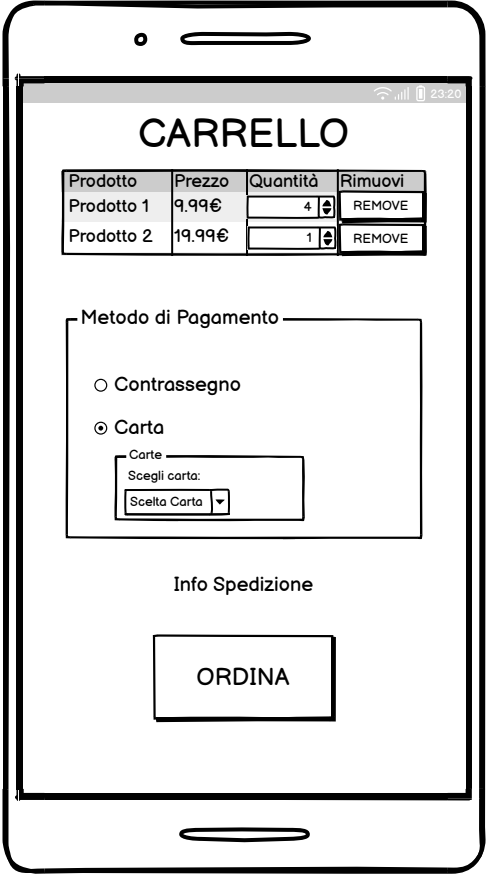 23:20
CARRELLO
Prodotto Prezzo Quantità Rimuovi
Prodotto 1 9.99€ 4 REMOVE
Prodotto 2 19.99€ 1 REMOVE
Metodo di Pagamento
Contrassegno
Carta
Carte
Scegli carta:
Scelta Carta
Info Spedizione
ORDINA